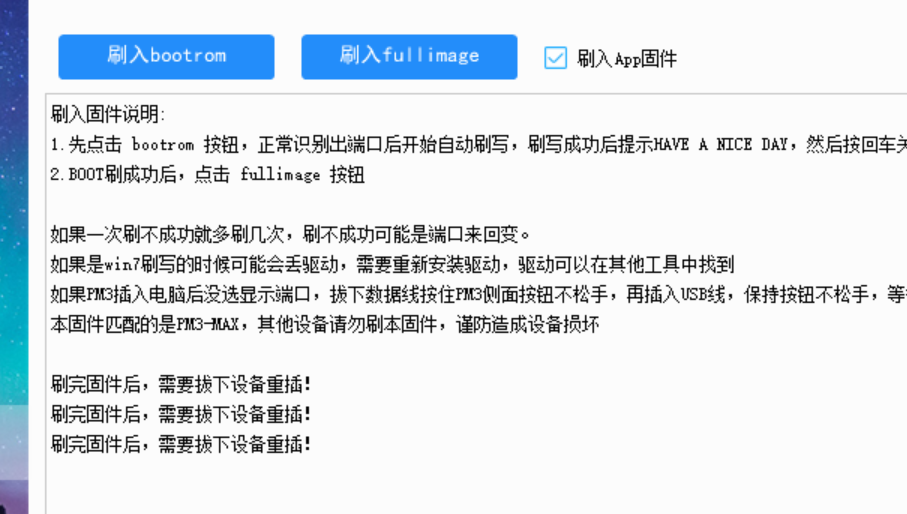 刷入bootrom
刷入fullimage
刷入App固件
刷入固件说明:
1.先点击 bootrom 按钮，正常识别出端口后开始自动刷写，刷写成功后提示HAVE A NICE DAY，然后按回车关
2.BOOT刷成功后，点击 fullimage 按钮
如果一次刷不成功就多刷几次，刷不成功可能是端口来回变。
如果是win7刷写的时候可能会丢驱动，需要重新安装驱动，驱动可以在其他工具中找到
如果PM3插入电脑后没选显示端口，拔下数据线按住PM3侧面按钮不松手，再插入USB线，保持按钮不松手，等
本固件匹配的是PM3-MAX，其他设备请勿刷本固件，谨防造成设备损坏
刷完固件后，需要拔下设备重插!
刷完固件后，需要拔下设备重插!
刷完固件后，需要拔下设备重插!